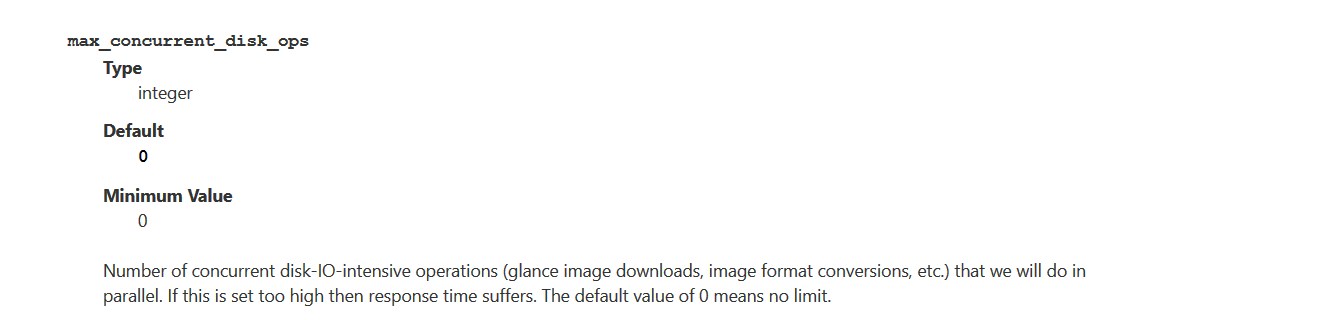 max_concurrent_disk_ops
Type
integer
Default
0
Minimum Value
0
Number of concurrent disk-IO-intensive operations (glance image downloads, image format conversions, etc.) that we will do in
parallel. If this is set too high then response time suffers. The default value of 0 means no limit.